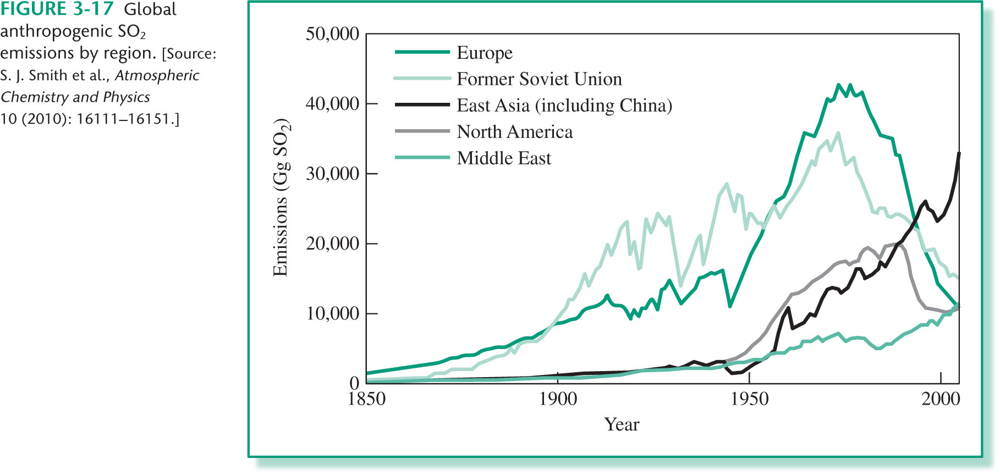 FIGURE 3-17 Global
anthropogenic SO₂
emissions by region. [Source:
S. J. Smith et al., Atmospheric
Chemistry and Physics
10 (2010): 16111–16151.]
50,000
40,000
30,000
20,000
10,000
0
Emissions (Gg SO₂)
Europe
Former Soviet Union
East Asia (including China)
North America
Middle East
1850
1900
1950
2000
Year